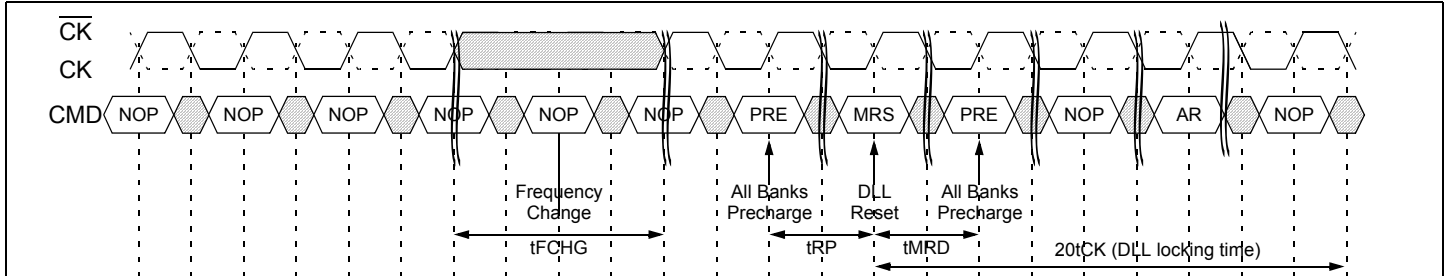 CK
CK
CMD NOP NOP NOP NOP NOP NOP PRE MRS PRE NOP AR NOP
Frequency Change
All Banks Precharge
DLL Reset
All Banks Precharge
tFCHG
tRP
tMRD
20tCK (DLL locking time)